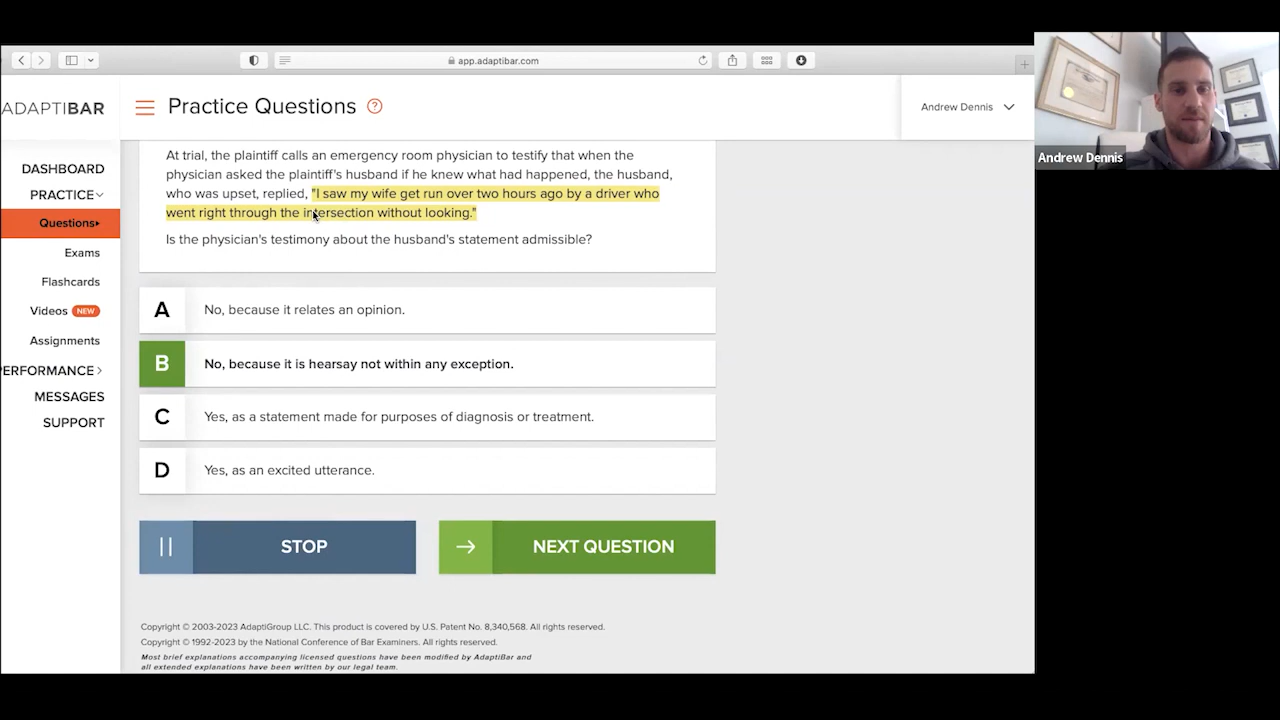 app.adaptibar.com
ADAPTIBAR
Practice Questions ?
Andrew Dennis
Andrew Dennis
DASHBOARD
PRACTICE
Questions
Exams
Flashcards
Videos NEW
Assignments
PERFORMANCE
MESSAGES
SUPPORT
At trial, the plaintiff calls an emergency room physician to testify that when the
physician asked the plaintiff's husband if he knew what had happened, the husband,
who was upset, replied, "I saw my wife get run over two hours ago by a driver who
went right through the intersection without looking."
Is the physician's testimony about the husband's statement admissible?
A No, because it relates an opinion.
B No, because it is hearsay not within any exception.
C Yes, as a statement made for purposes of diagnosis or treatment.
D Yes, as an excited utterance.
STOP
NEXT QUESTION
Copyright © 2003-2023 AdaptiGroup LLC. This product is covered by U.S. Patent No. 8,340,568. All rights reserved.
Copyright © 1992-2023 by the National Conference of Bar Examiners. All rights reserved.
Most brief explanations accompanying licensed questions have been modified by AdaptiBar and
all extended explanations have been written by our legal team.